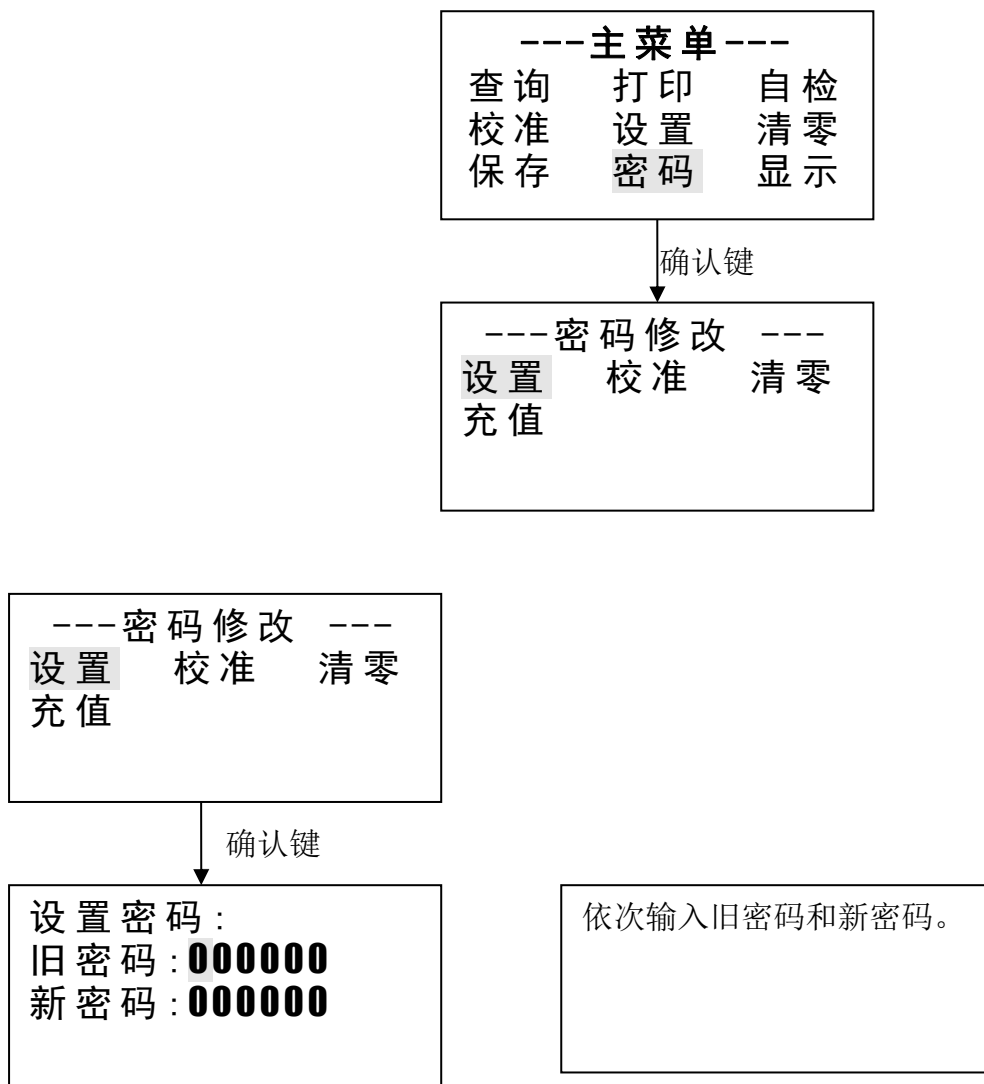 ---主菜单---
查询 打印 自检
校准 设置 清零
保存 密码 显示
确认键
---密码修改 ---
设置 校准 清零
充值
---密码修改 ---
设置 校准 清零
充值
确认键
设置密码:
旧密码:000000
新密码:000000
依次输入旧密码和新密码。